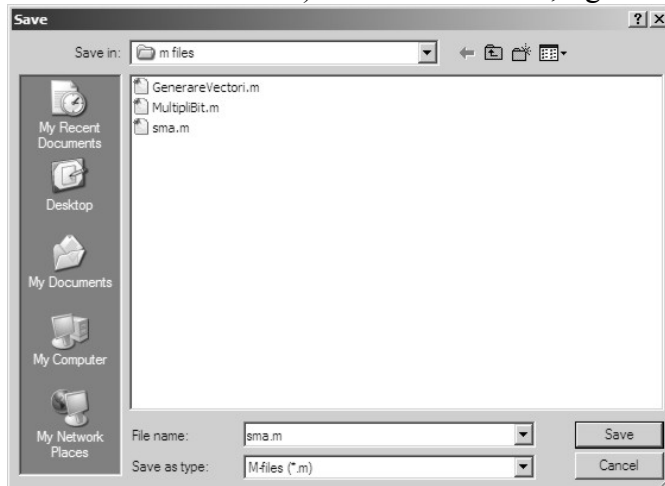 Save
Save in:
m files
GenerareVectori.m
MultipliBit.m
sma.m
My Recent
Documents
Desktop
My Documents
My Computer
My Network
Places
File name:
sma.m
Save
Save as type:
M-files (*.m)
Cancel